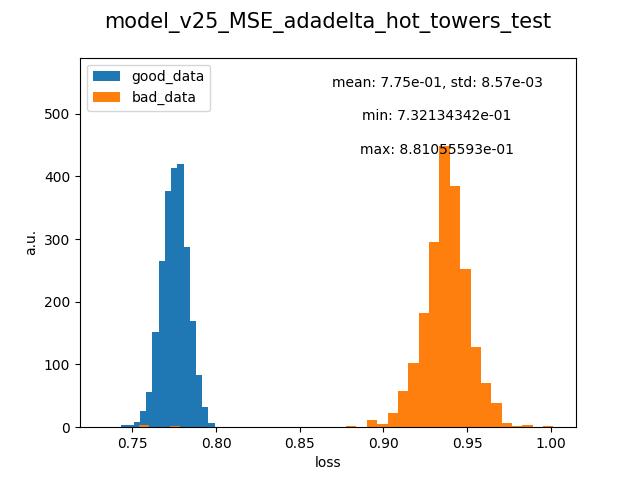 model_v25_MSE_adadelta_hot_towers_test
good_data
bad_data
mean: 7.75e-01, std: 8.57e-03
min: 7.32134342e-01
max: 8.81055593e-01
500
400
300
200
100
0
a.u.
0.75
0.80
0.85
0.90
0.95
1.00
loss